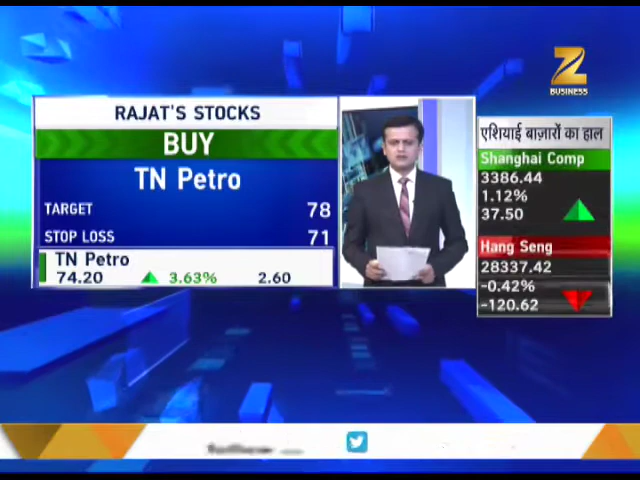 Z
BUSINESS
RAJAT'S STOCKS
BUY
TN Petro
TARGET 78
STOP LOSS 71
TN Petro
74.20 3.63% 2.60
एशियाई बाज़ारों का हाल
Shanghai Comp
3386.44
1.12%
37.50
Hang Seng
28337.42
-0.42%
-120.62